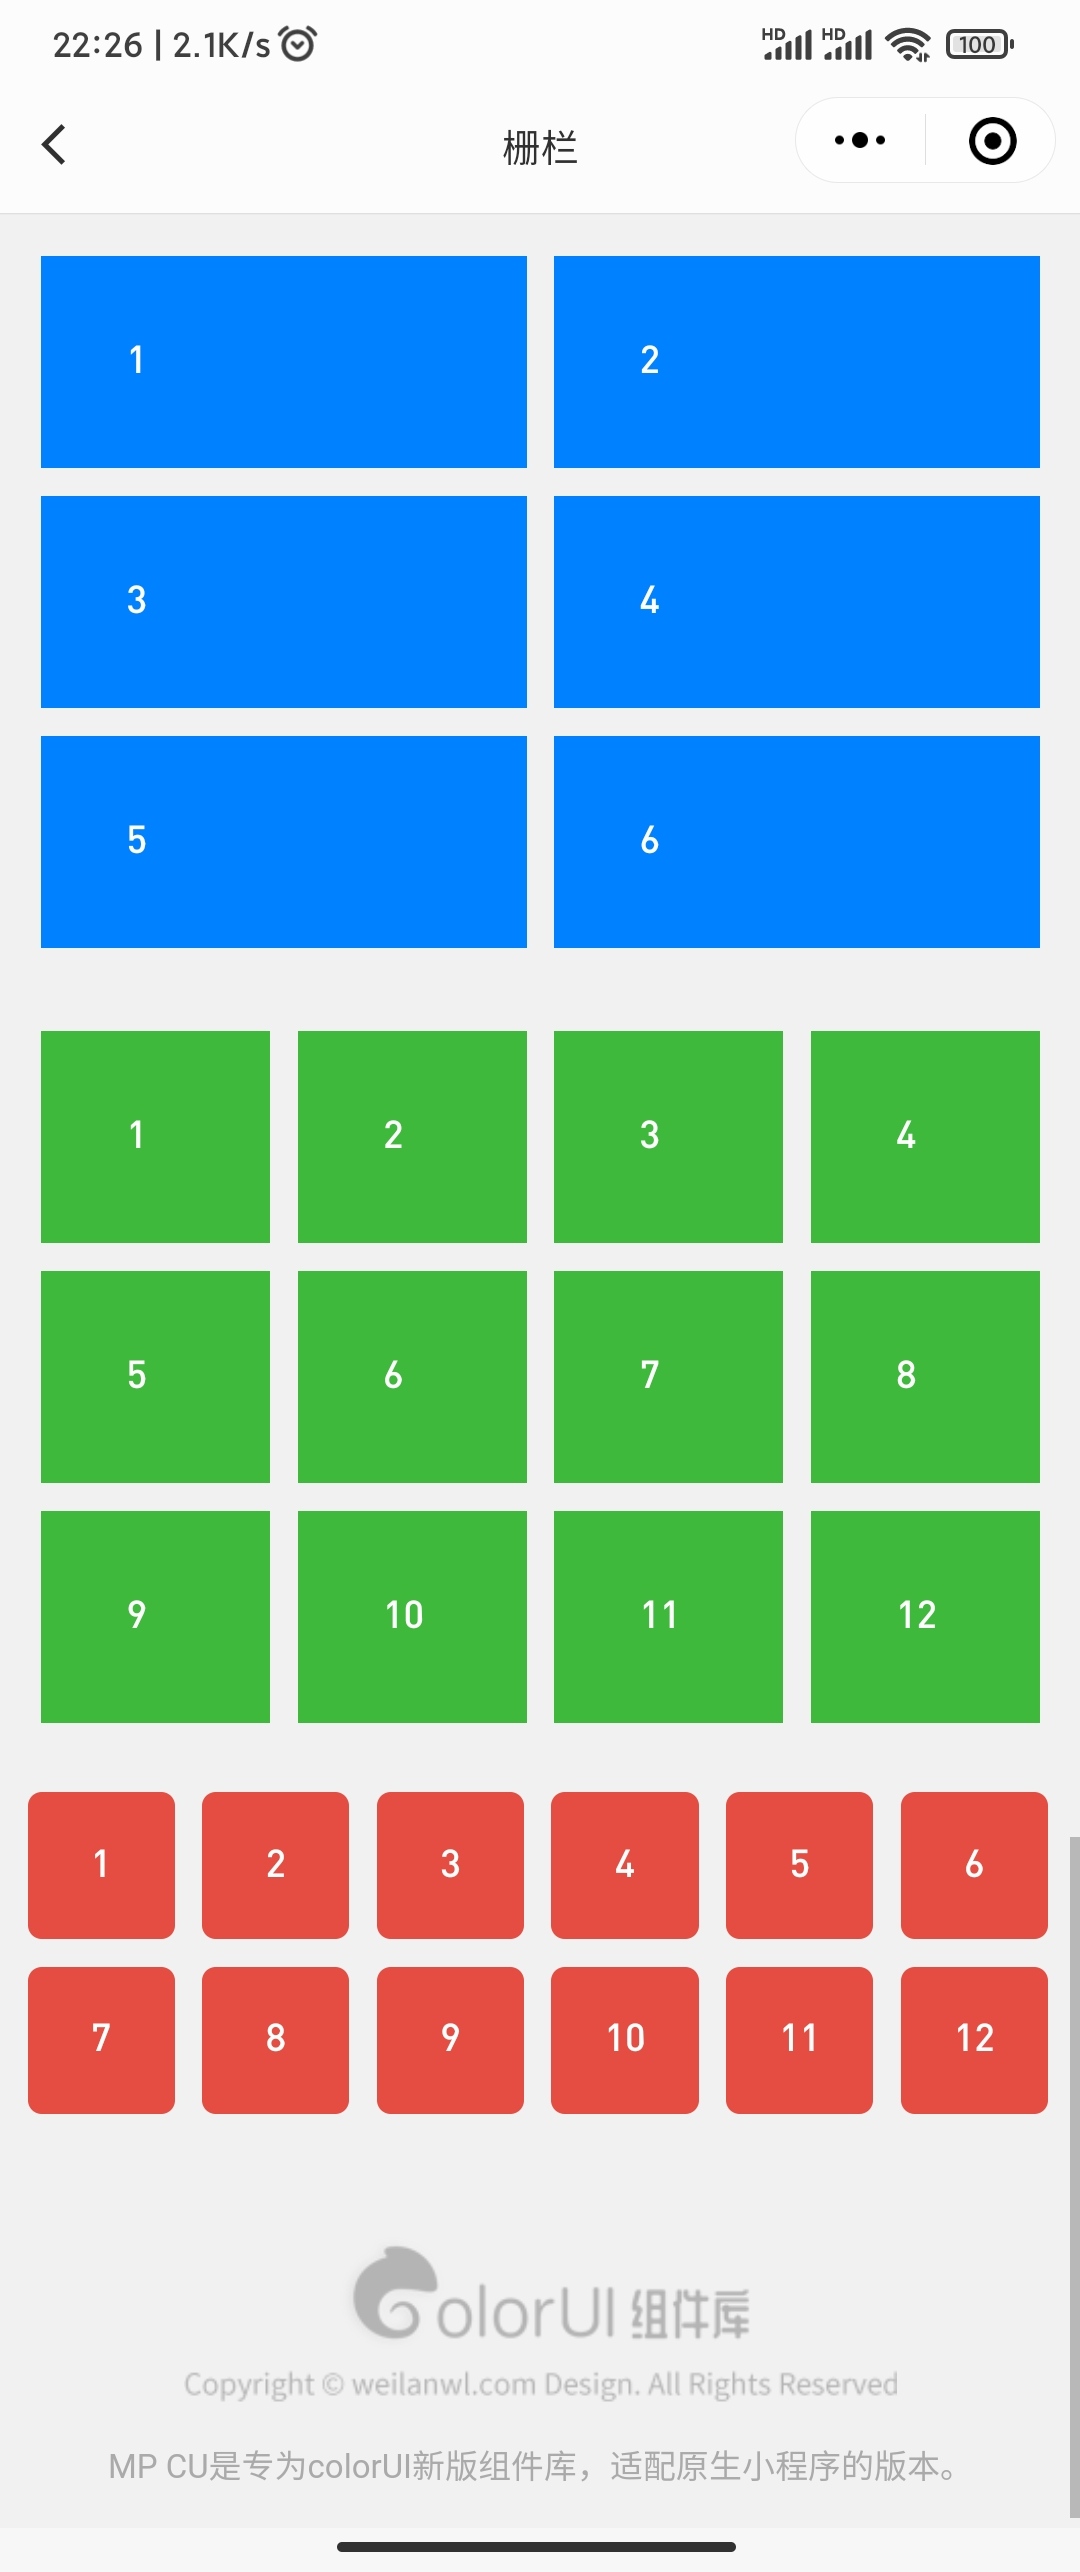 22:26 | 2.1K/s
HD HD 100
栅栏
1 2
3 4
5 6
1 2 3 4
5 6 7 8
9 10 11 12
1 2 3 4 5 6
7 8 9 10 11 12
ColorUI 组件库
Copyright © weilanwl.com Design. All Rights Reserved
MP CU是专为colorUI新版组件库，适配原生小程序的版本。